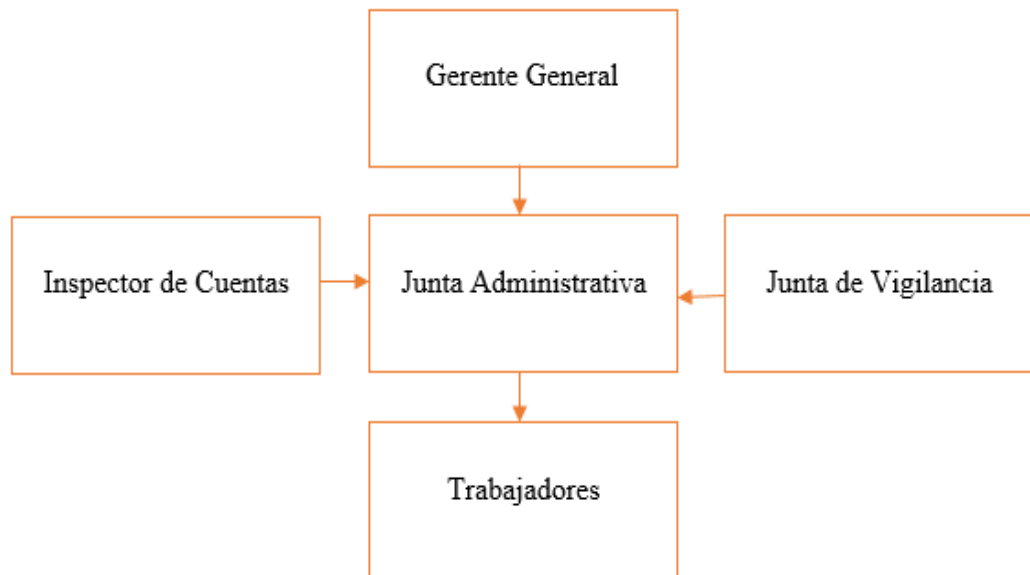 Gerente General
Inspector de Cuentas
Junta Administrativa
Junta de Vigilancia
Trabajadores